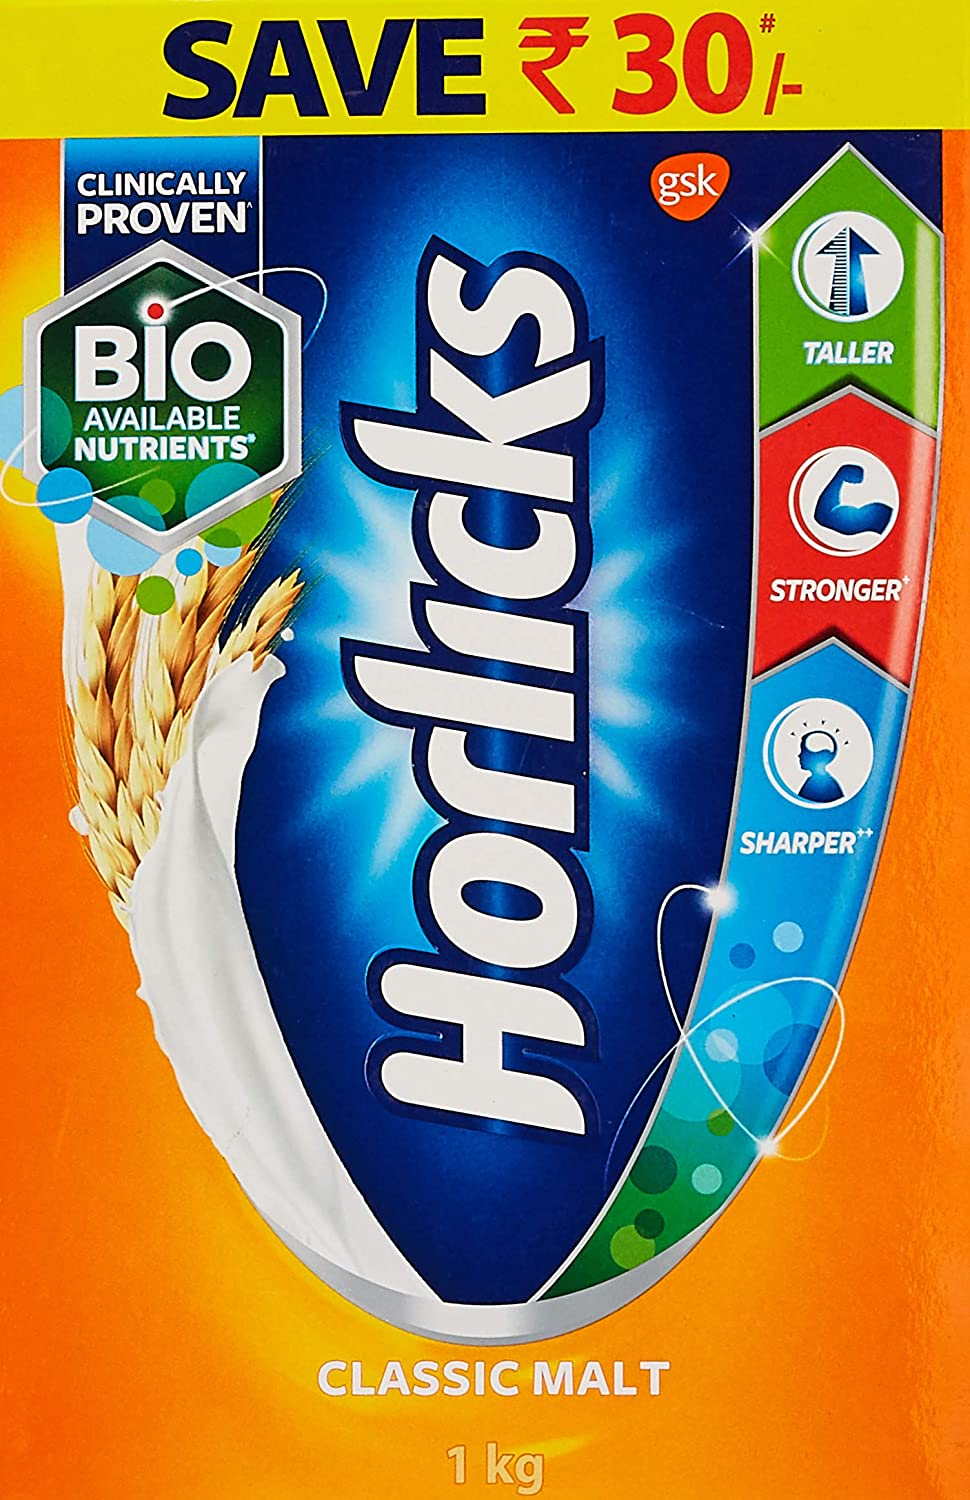 SAVE ₹ 30#/-
CLINICALLY
PROVEN^
BIO
AVAILABLE
NUTRIENTS*
gsk
Horlicks
TALLER
STRONGER+
SHARPER++
CLASSIC MALT
1 kg